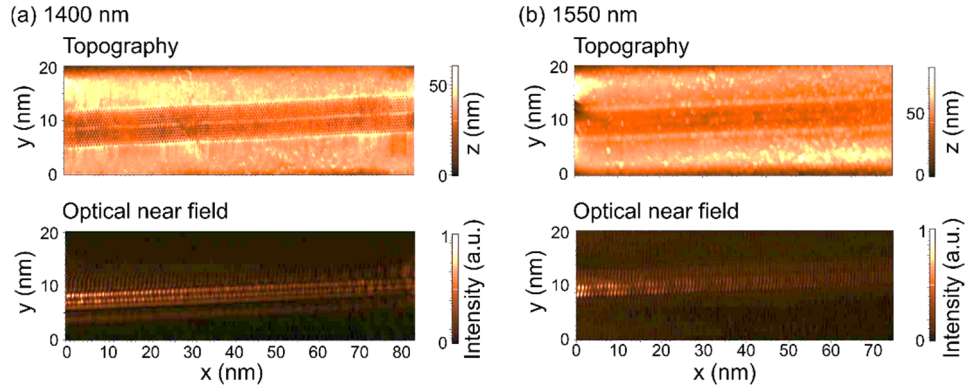 (a) 1400 nm
Topography
20
10
0
y (nm)
50
0
z (nm)
Optical near field
20
10
0
y (nm)
1
0
Intensity (a.u.)
0 10 20 30 40 50 60 70 80
x (nm)
(b) 1550 nm
Topography
20
10
0
y (nm)
50
0
z (nm)
Optical near field
20
10
0
y (nm)
1
0
Intensity (a.u.)
0 10 20 30 40 50 60 70
x (nm)